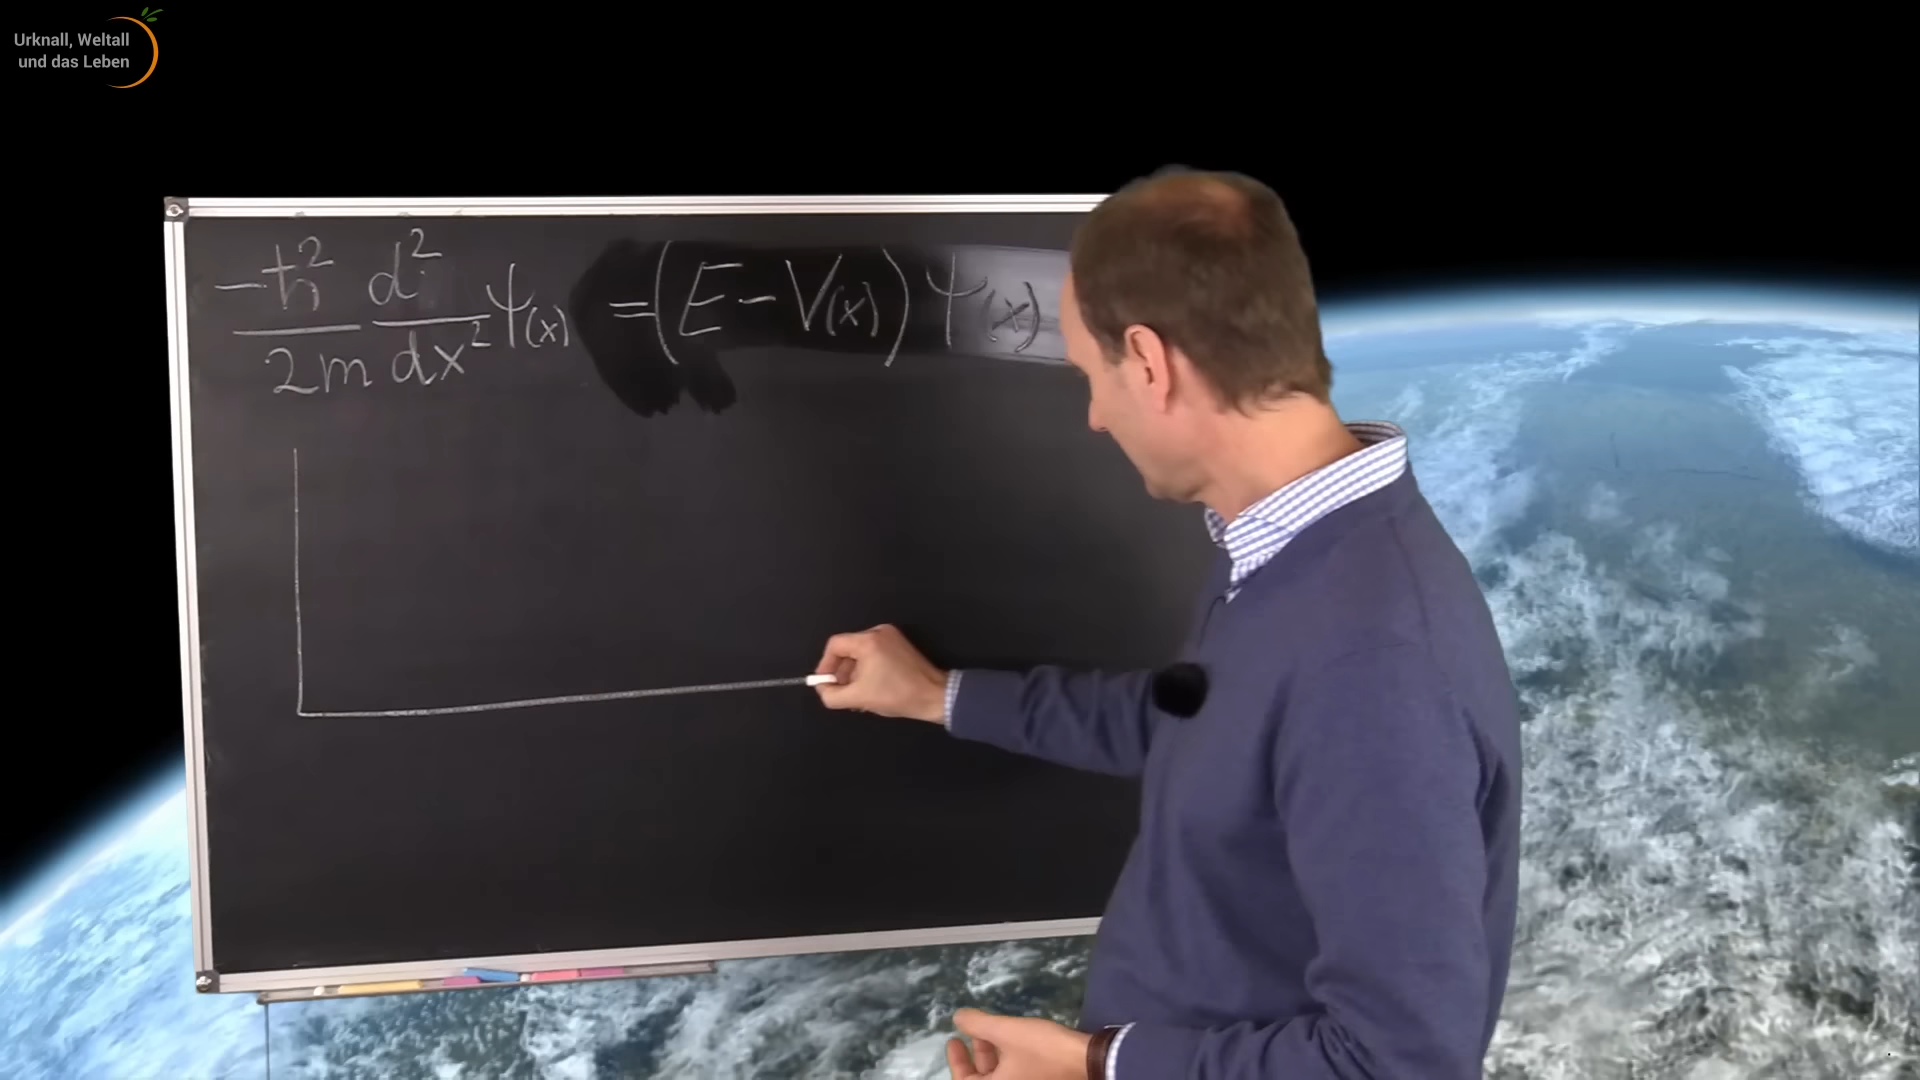 Urknall, Weltall
und das Leben
-ħ²/2m d²/dx² ψ(x) = (E - V(x)) ψ(x)